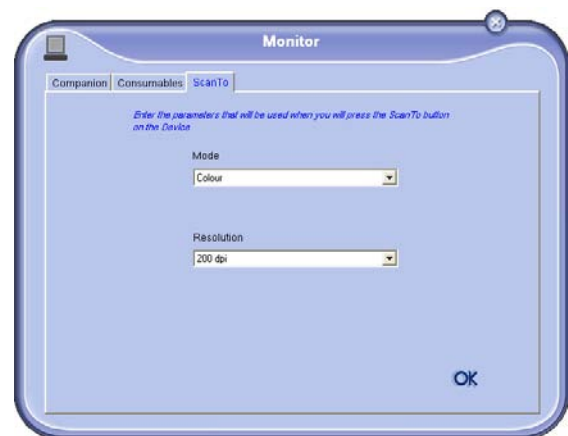 Monitor
Companion Consumables ScanTo
Enter the parameters that will be used when you will press the ScanTo button
on the Device
Mode
Colour
Resolution
200 dpi
OK